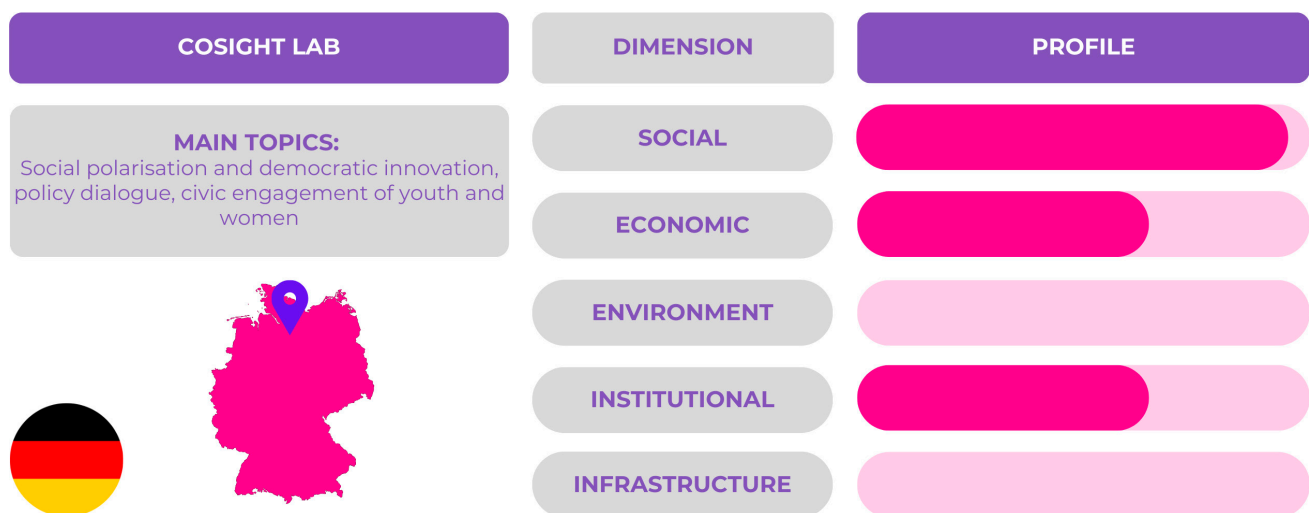 COSIGHT LAB
DIMENSION
PROFILE
MAIN TOPICS:
Social polarisation and democratic innovation,
policy dialogue, civic engagement of youth and
women
SOCIAL
ECONOMIC
ENVIRONMENT
INSTITUTIONAL
INFRASTRUCTURE